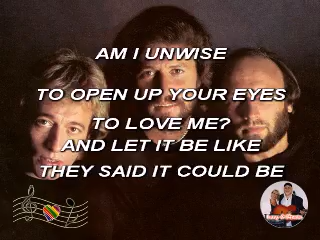 AM I UNWISE
TO OPEN UP YOUR EYES
TO LOVE ME?
AND LET IT BE LIKE
THEY SAID IT COULD BE